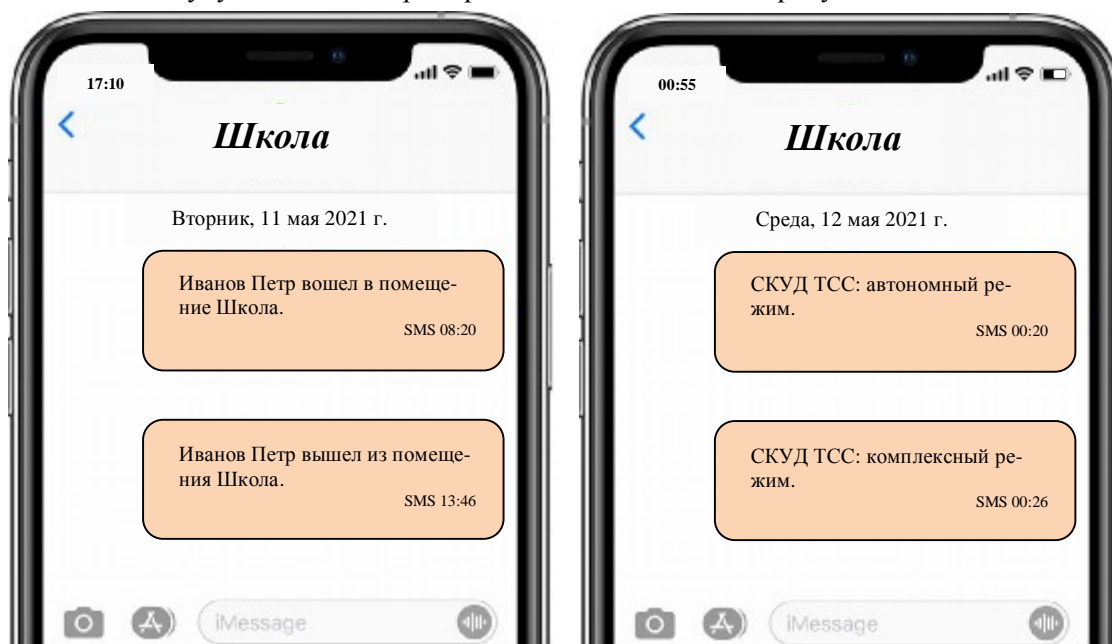 17:10
Школа
Вторник, 11 мая 2021 г.
Иванов Петр вошел в помеще-
ние Школа.
SMS 08:20
Иванов Петр вышел из помеще-
ния Школа.
SMS 13:46
iMessage
00:55
Школа
Среда, 12 мая 2021 г.
СКУД ТСС: автономный ре-
жим.
SMS 00:20
СКУД ТСС: комплексный ре-
жим.
SMS 00:26
iMessage